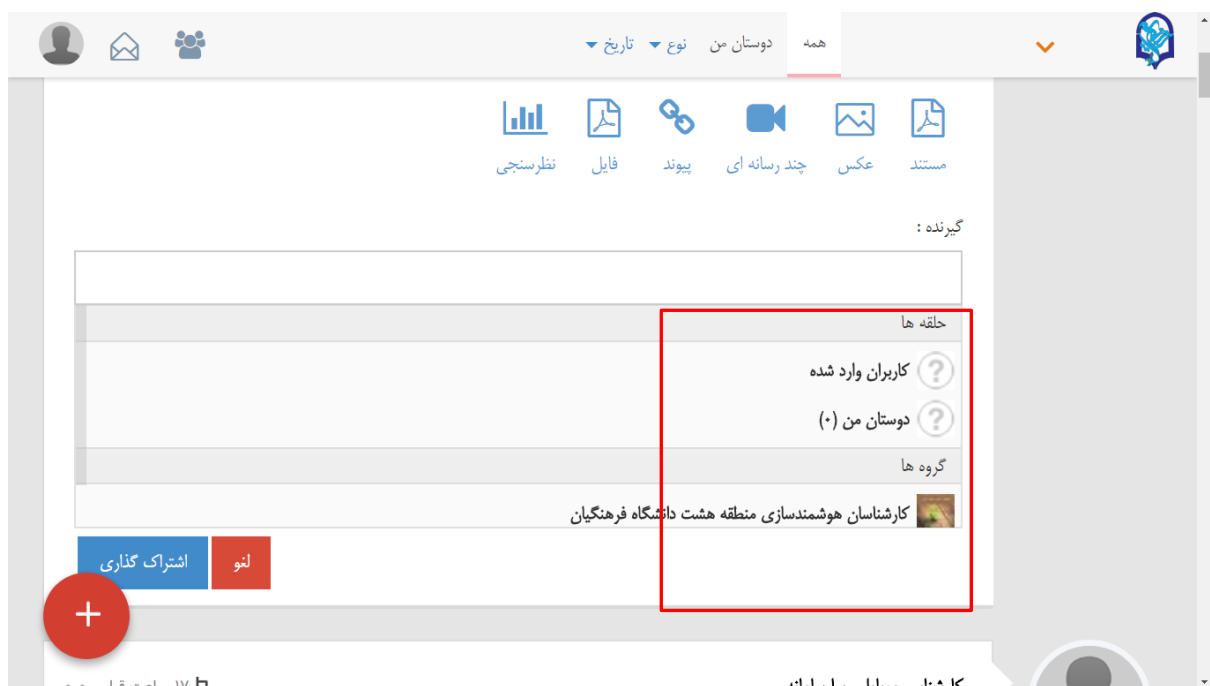 همه دوستان من نوع تاریخ
مستند عکس چند رسانه ای پیوند فایل نظرسنجی
گیرنده :
حلقه ها
کاربران وارد شده
دوستان من (۰)
گروه ها
کارشناسان هوشمندسازی منطقه هشت دانشگاه فرهنگیان
لغو اشتراک گذاری